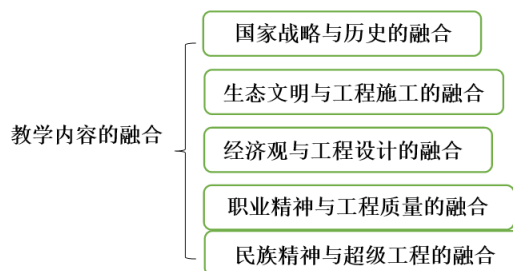 国家战略与历史的融合
生态文明与工程施工的融合
教学内容的融合
经济观与工程设计的融合
职业精神与工程质量的融合
民族精神与超级工程的融合